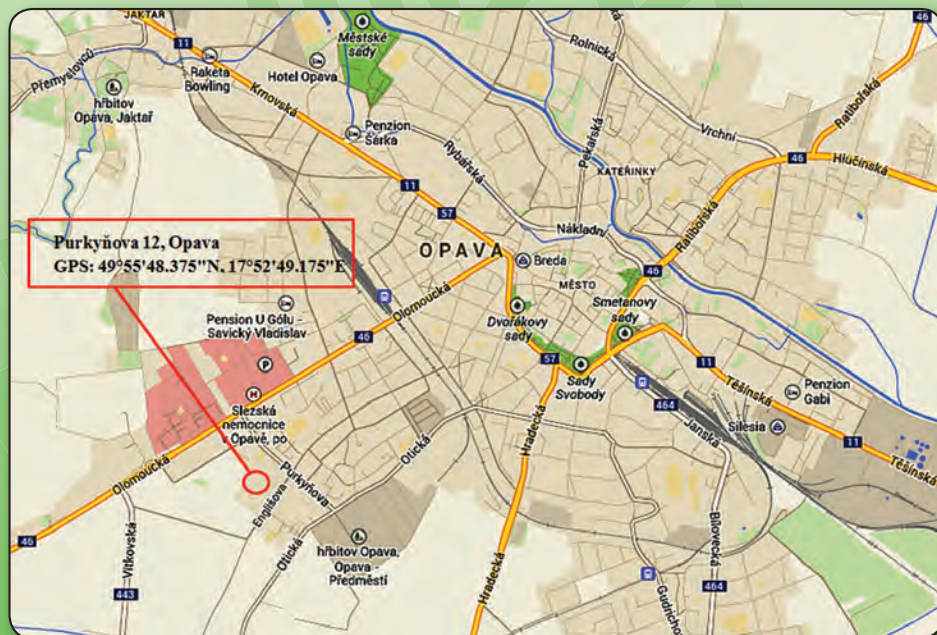 JAKTAŘ
Přemyslovců
11
Raketa
Bowling
Hotel Opava
Městské
sady
Rolnická
46
Ratibořská
hřbitov
Opava, Jaktař
Krnovská
Penzion
Šárka
Rybářská
Pekařská
Vrchní
46
Hlučínská
KATEŘINKY
11
57
Nákladní
Ratibořská
Purkyňova 12, Opava
GPS: 49°55'48.375"N, 17°52'49.175"E
OPAVA
Breda
MĚSTO
46
Pension U Gólu –
Savický Vladislav
Olomoucká
46
Dvořákovy
sady
Smetanovy
sady
P
57
Sady
Svobody
11
Těšínská
Penzion
Gabi
H
Slezská
nemocnice
v Opavě, po
464
Janská
Silesia
11
Těšínská
Olomoucká
Purkyňova
Englišova
Otická
Hradecká
46
Vítkovská
Otická
hřbitov Opava,
Opava -
Předměstí
Bílovecká
443
Hradecká
464
Gudrichova